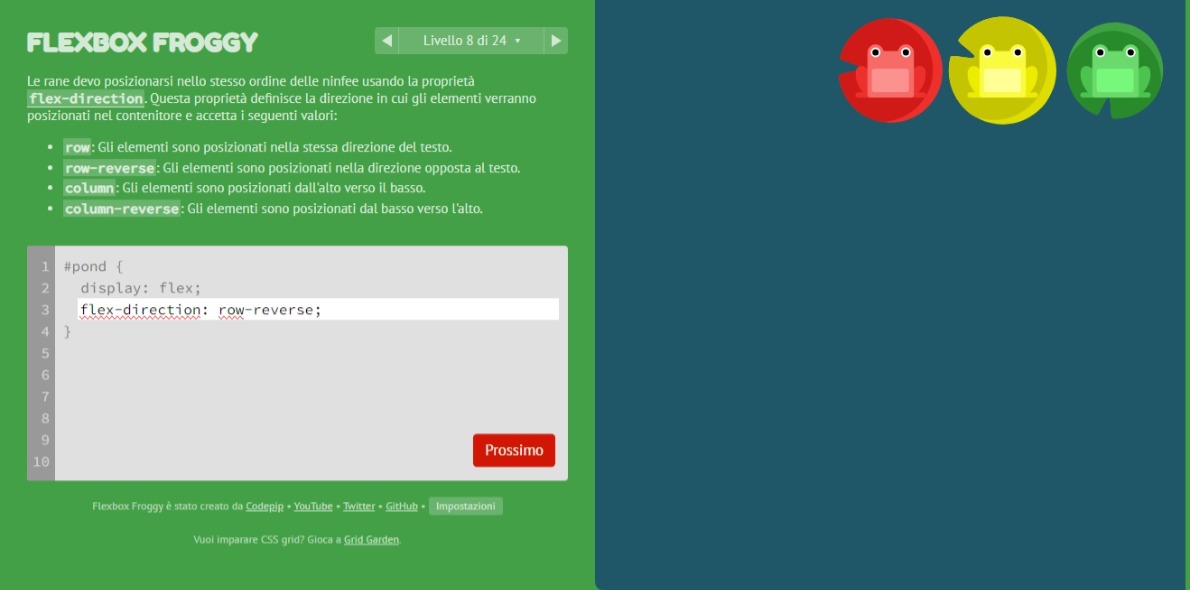 FLEXBOX FROGGY
◀ Livello 8 di 24 ▾ ▶
Le rane devo posizionarsi nello stesso ordine delle ninfee usando la proprietà
flex-direction. Questa proprietà definisce la direzione in cui gli elementi verranno
posizionati nel contenitore e accetta i seguenti valori:
• row: Gli elementi sono posizionati nella stessa direzione del testo.
• row-reverse: Gli elementi sono posizionati nella direzione opposta al testo.
• column: Gli elementi sono posizionati dall'alto verso il basso.
• column-reverse: Gli elementi sono posizionati dal basso verso l'alto.
1 #pond {
2 display: flex;
3 flex-direction: row-reverse;
4 }
5
6
7
8
9
10
Prossimo
Flexbox Froggy è stato creato da Codepip • YouTube • Twitter • GitHub • Impostazioni
Vuoi imparare CSS grid? Gioca a Grid Garden.